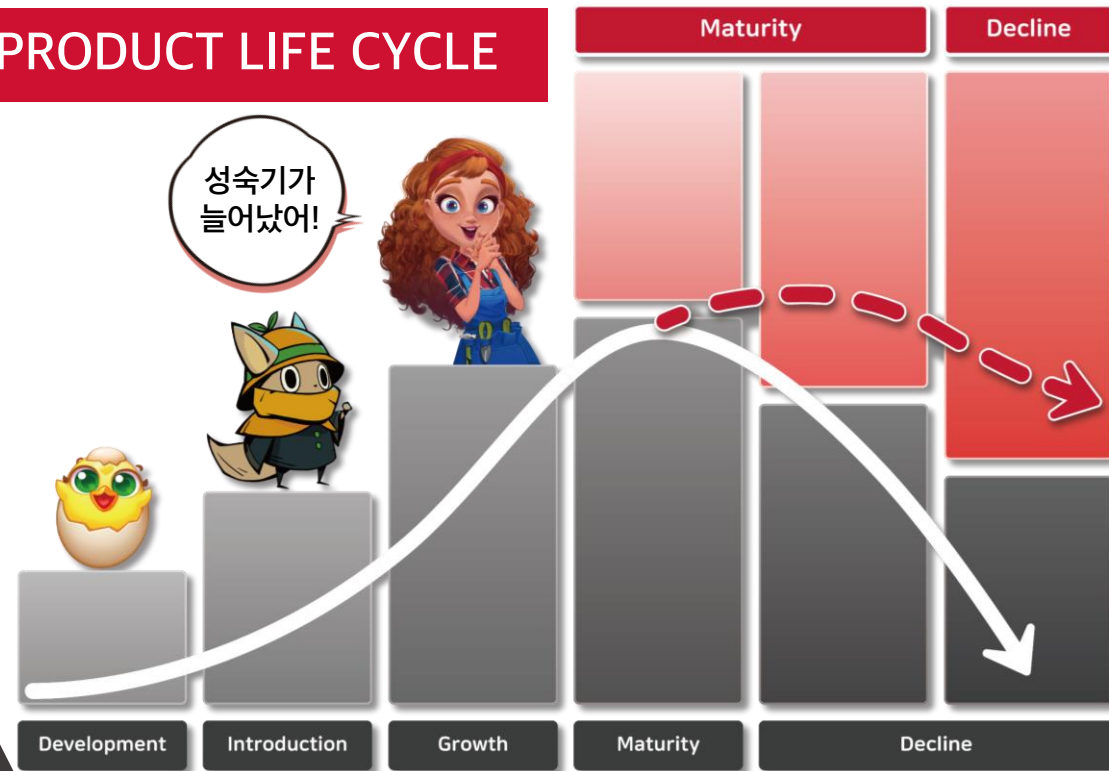 PRODUCT LIFE CYCLE
Maturity
Decline
성숙기가
늘어났어!
Development
Introduction
Growth
Maturity
Decline